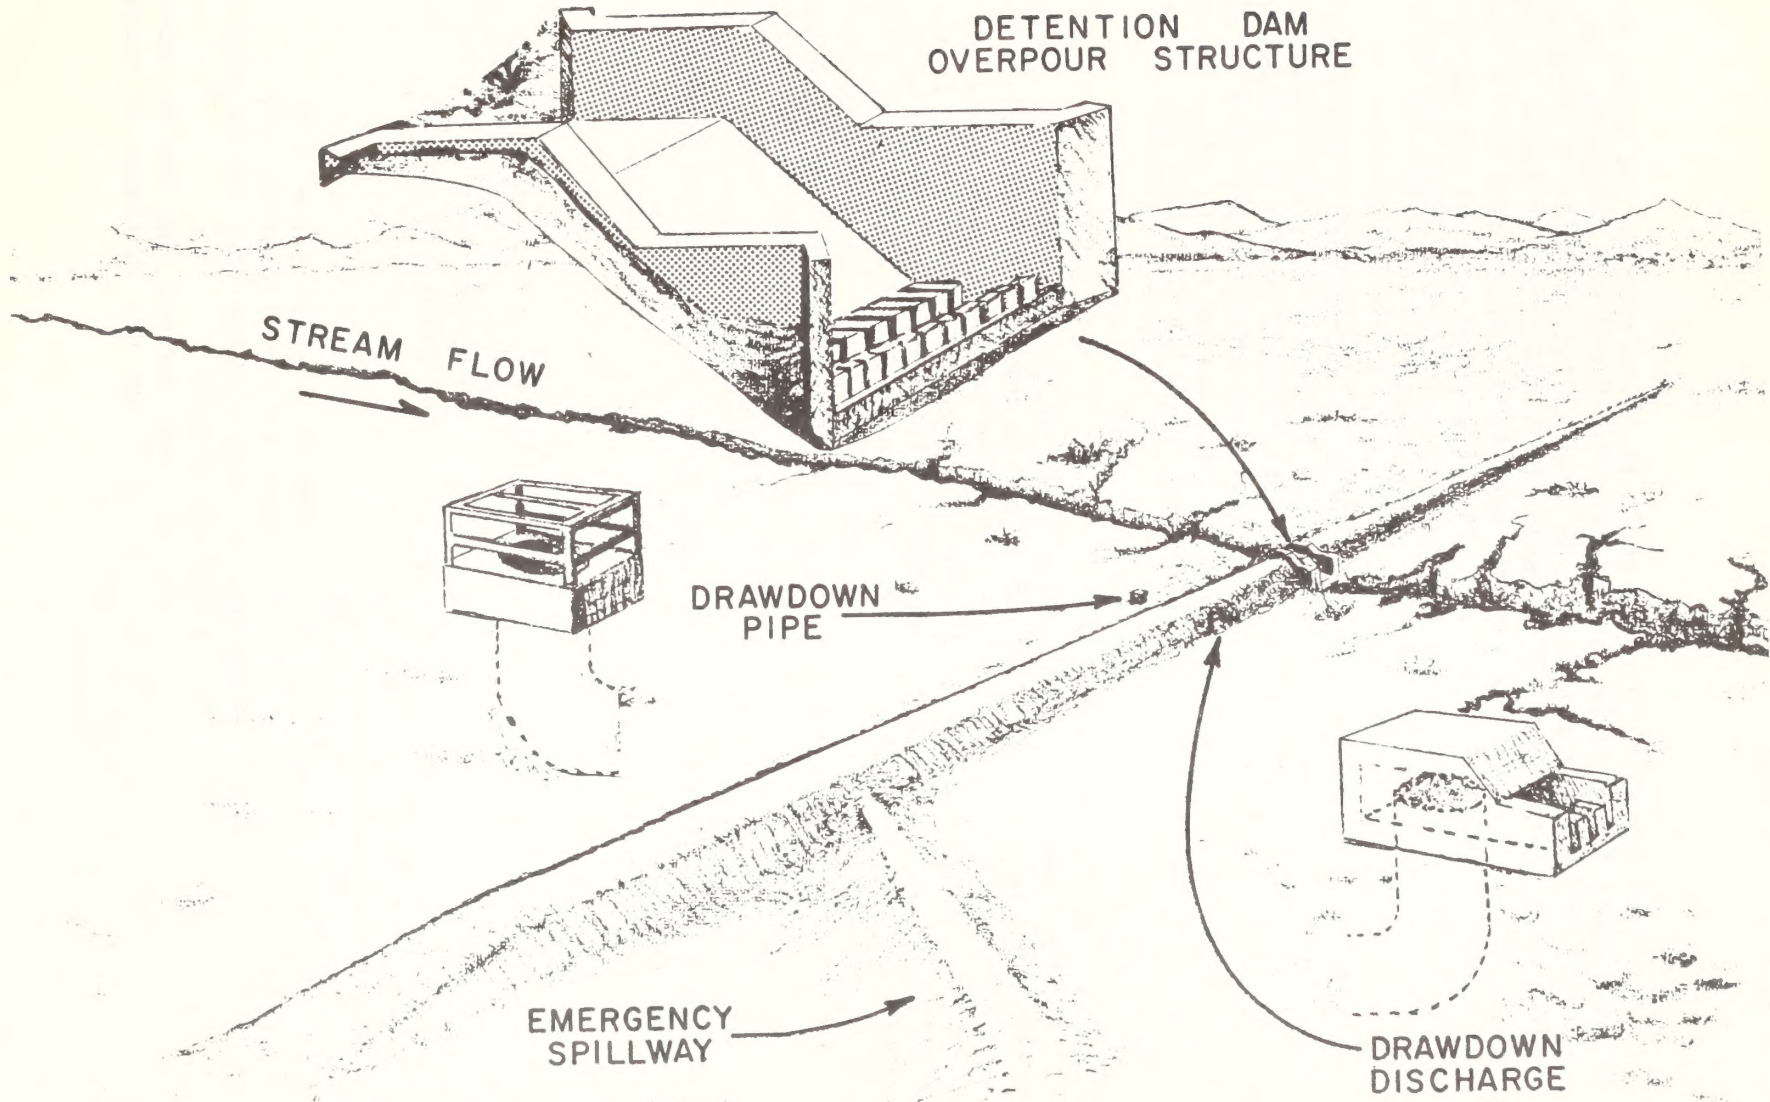 DETENTION DAM
OVERPOUR STRUCTURE
STREAM FLOW
DRAWDOWN
PIPE
EMERGENCY
SPILLWAY
DRAWDOWN
DISCHARGE